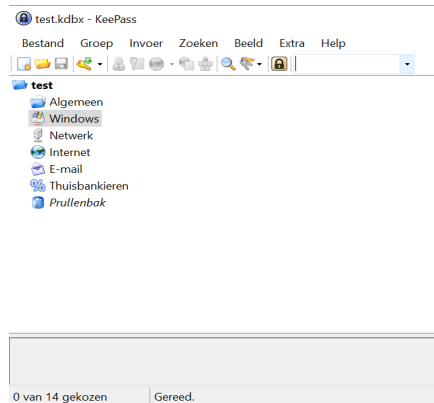 test.kdbx - KeePass
Bestand Groep Invoer Zoeken Beeld Extra Help
test
Algemeen
Windows
Netwerk
Internet
E-mail
Thuisbankieren
Prullenbak
0 van 14 gekozen Gereed.